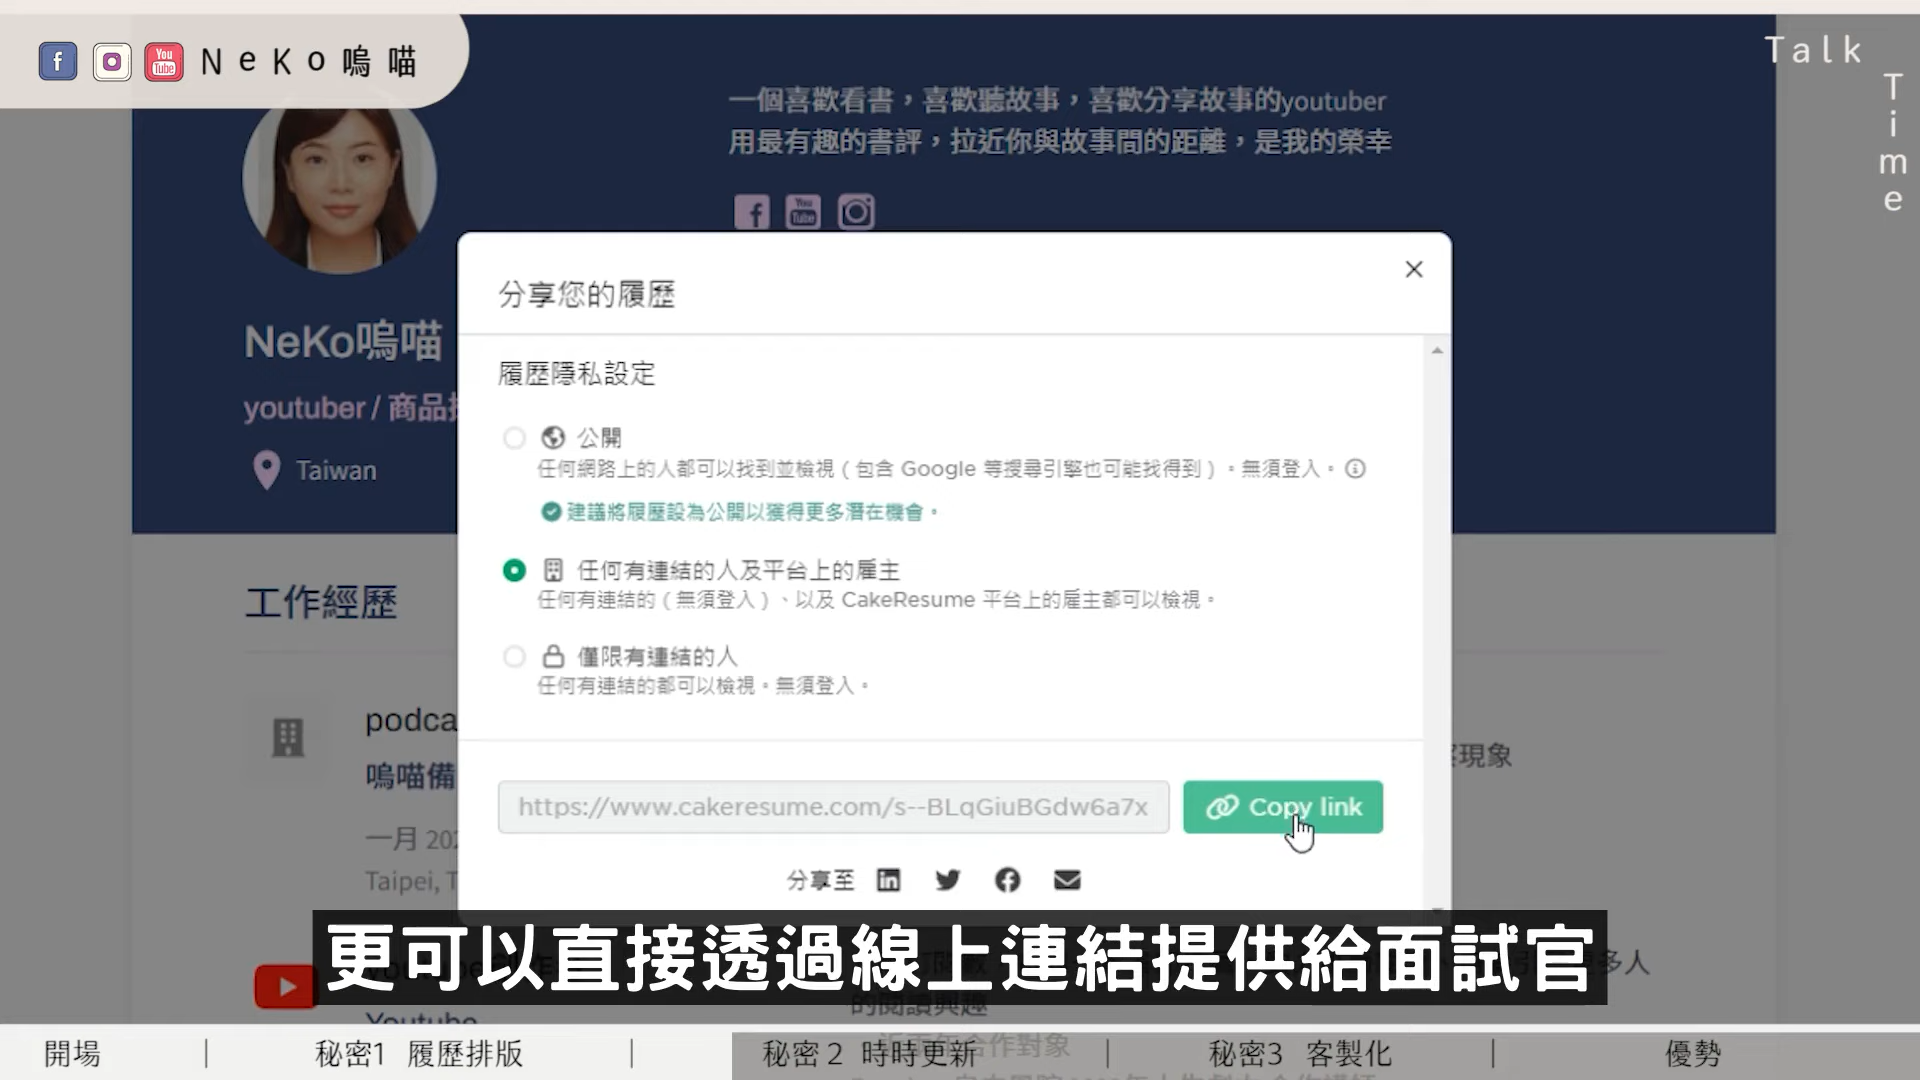 NeKo嗚喵
Talk
Time
一個喜歡看書，喜歡聽故事，喜歡分享故事的youtuber
用最有趣的書評，拉近你與故事間的距離，是我的榮幸
NeKo嗚喵
youtuber / 商品
Taiwan
分享您的履歷
履歷隱私設定
公開
任何網路上的人都可以找到並檢視（包含 Google 等搜尋引擎也可能找得到）。無須登入。
建議將履歷設為公開以獲得更多潛在機會。
任何有連結的人及平台上的雇主
任何有連結的（無須登入）、以及 CakeResume 平台上的雇主都可以檢視。
僅限有連結的人
任何有連結的都可以檢視。無須登入。
工作經歷
podca
嗚喵備
一月 202
Taipei, T
現象
https://www.cakeresume.com/s--BLqGiuBGdw6a7x
Copy link
分享至
更可以直接透過線上連結提供給面試官
多人
的閱讀興趣
Youtube
開場
秘密1 履歷排版
秘密2 時時更新
秘密3 客製化
優勢